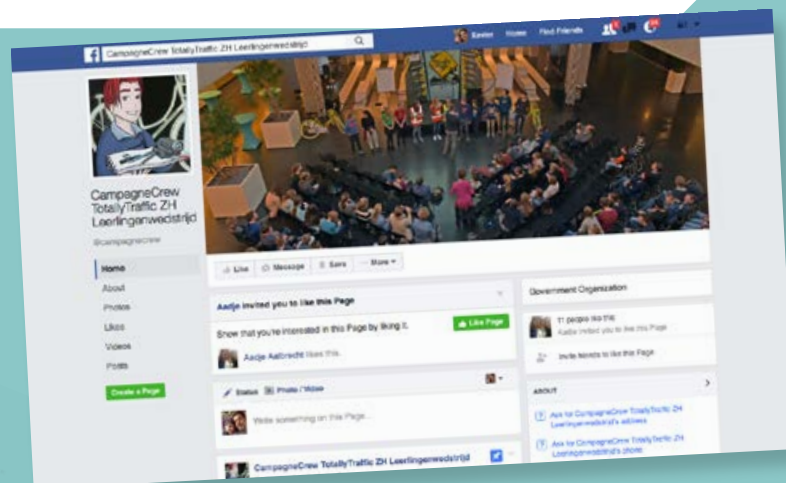 CampagneCrew TotallyTraffic ZH Leerlingenwedstrijd
Home Find Friends
CampagneCrew
TotallyTraffic ZH
Leerlingenwedstrijd
@campagnecrew
Home
About
Photos
Likes
Videos
Posts
Create a Page
Like Message Save More
Aadje invited you to like this Page
Show that you're interested in this Page by liking it.
Like Page
Aadje Aalbrecht likes this.
Status Photo / Video
Write something on this Page...
CampagneCrew TotallyTraffic ZH Leerlingenwedstrijd
Government Organization
11 people like this
Aadje invited you to like this Page
Invite friends to like this Page
ABOUT
Ask for CampagneCrew TotallyTraffic ZH
Leerlingenwedstrijd's address
Ask for CampagneCrew TotallyTraffic ZH
Leerlingenwedstrijd's phone